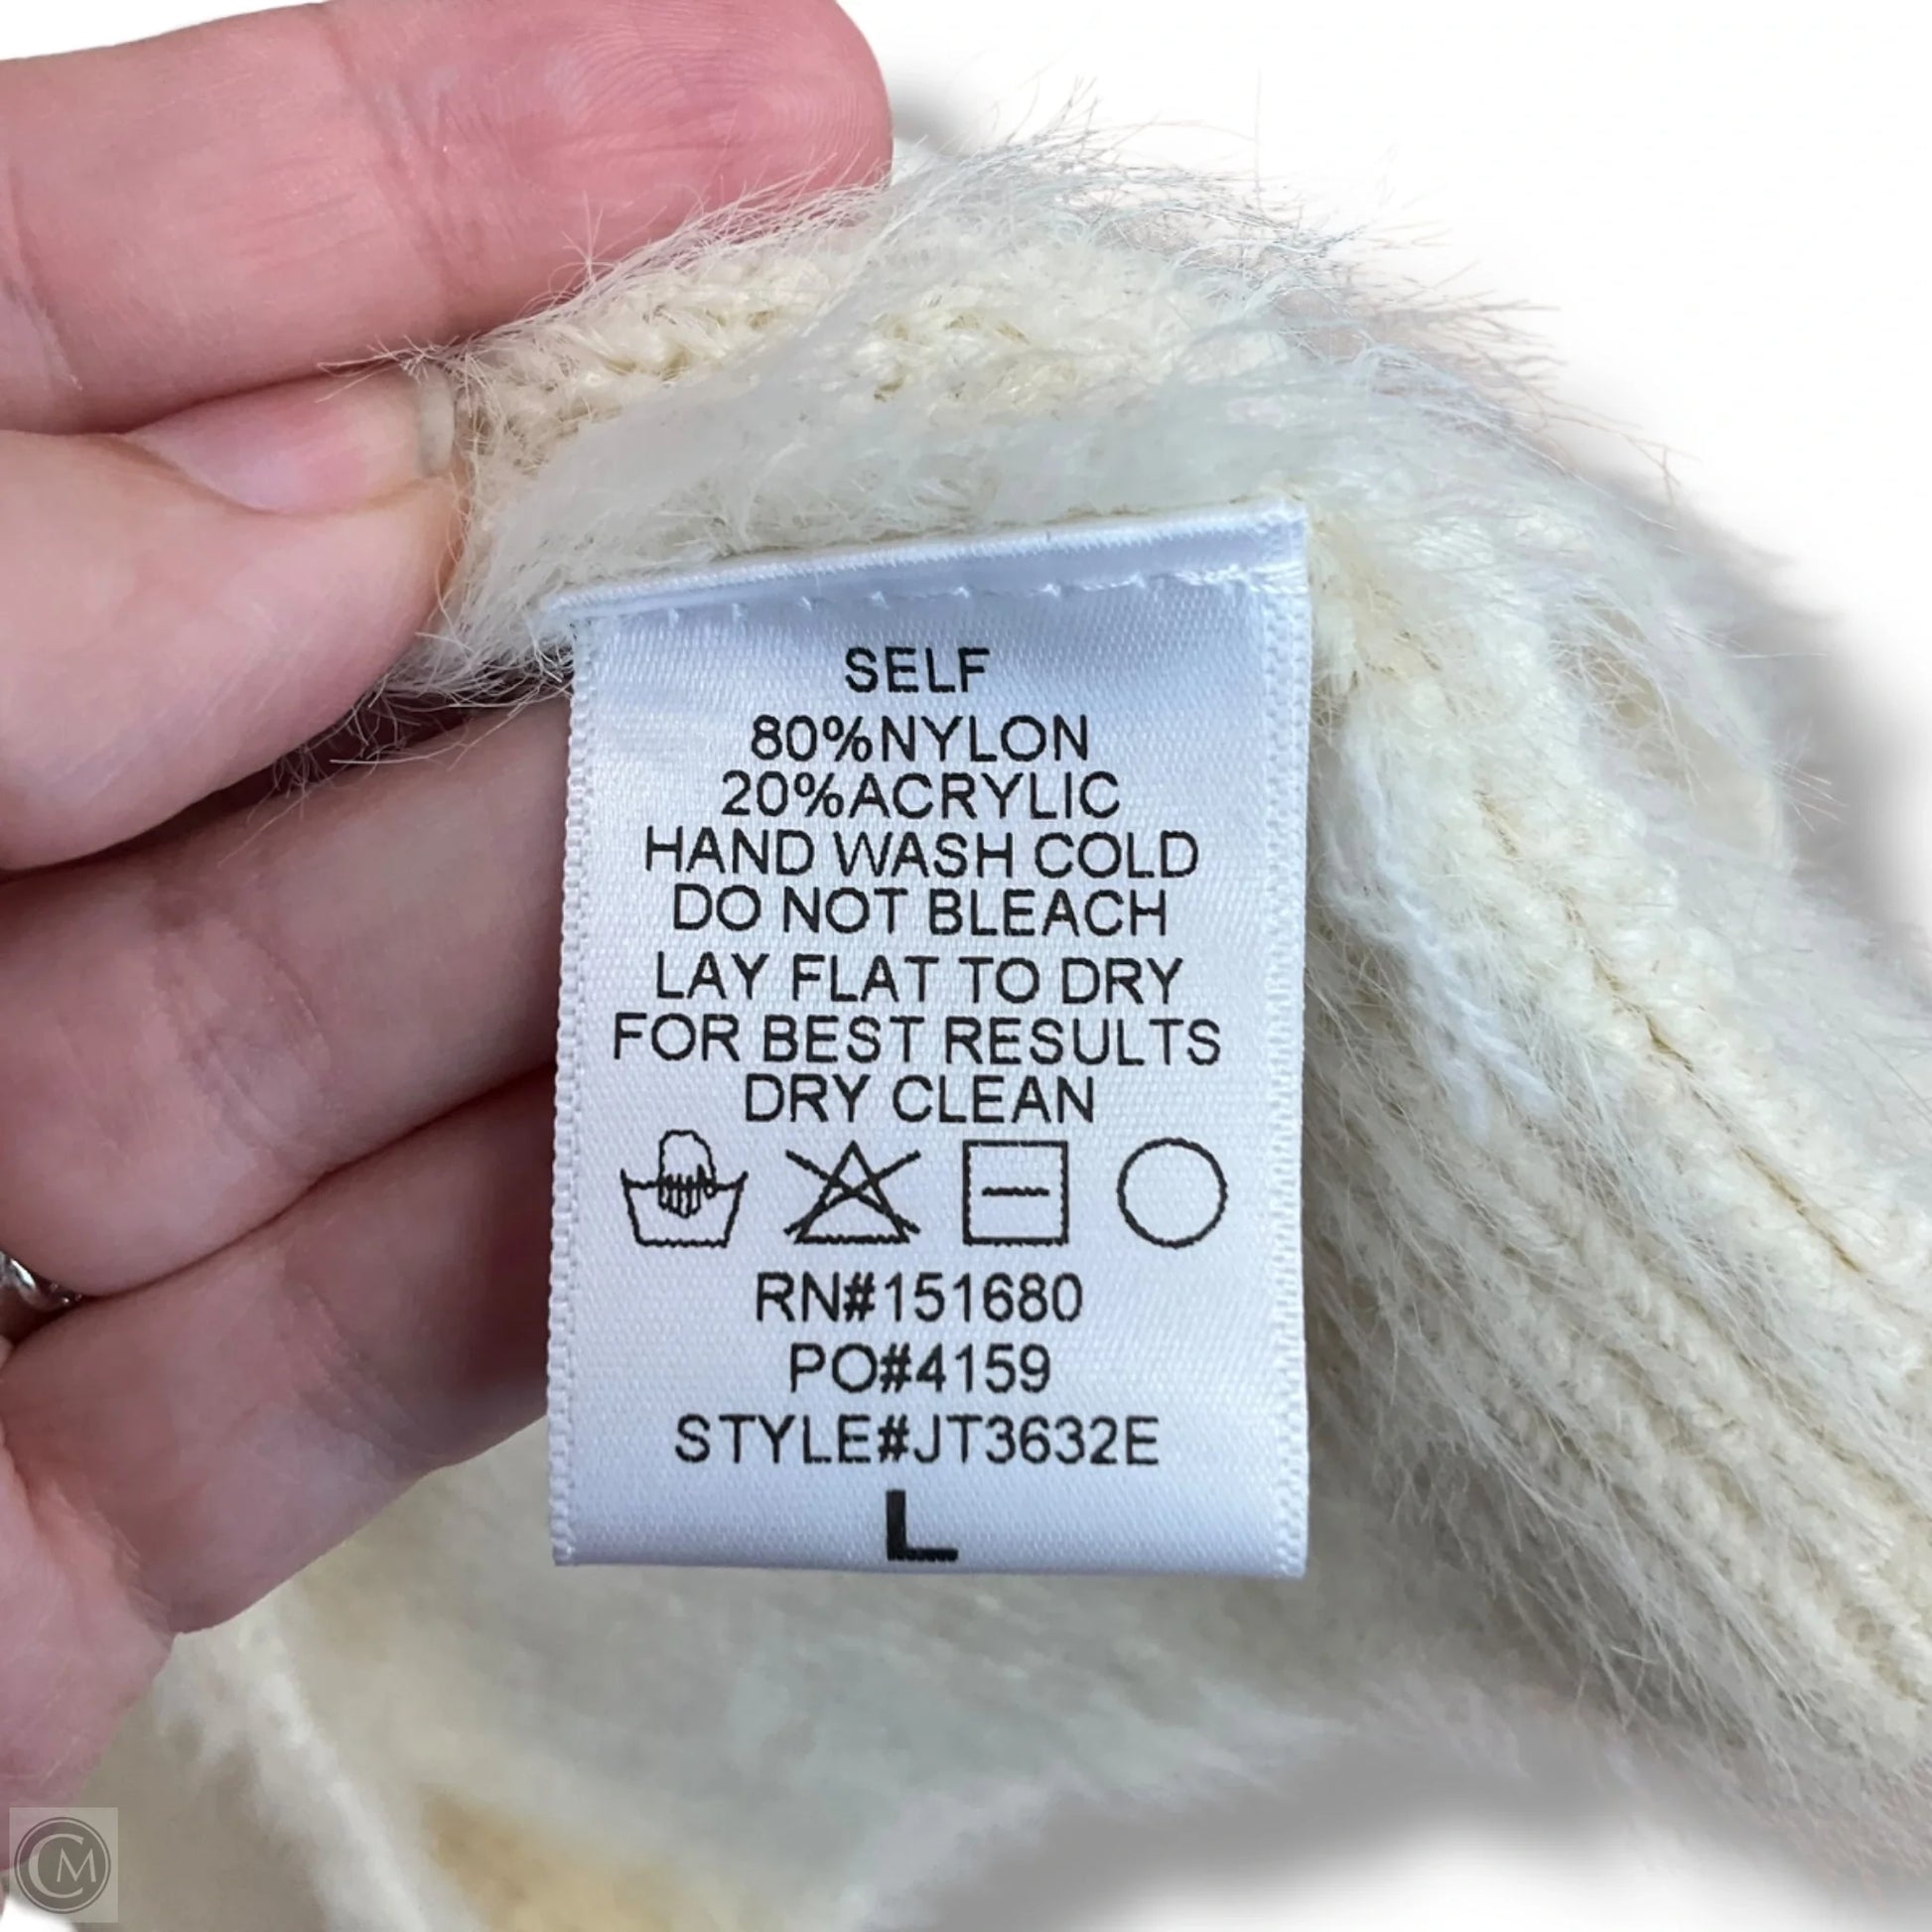 SELF
80%NYLON
20%ACRYLIC
HAND WASH COLD
DO NOT BLEACH
LAY FLAT TO DRY
FOR BEST RESULTS
DRY CLEAN
RN#151680
PO#4159
STYLE#JT3632E
L
CM